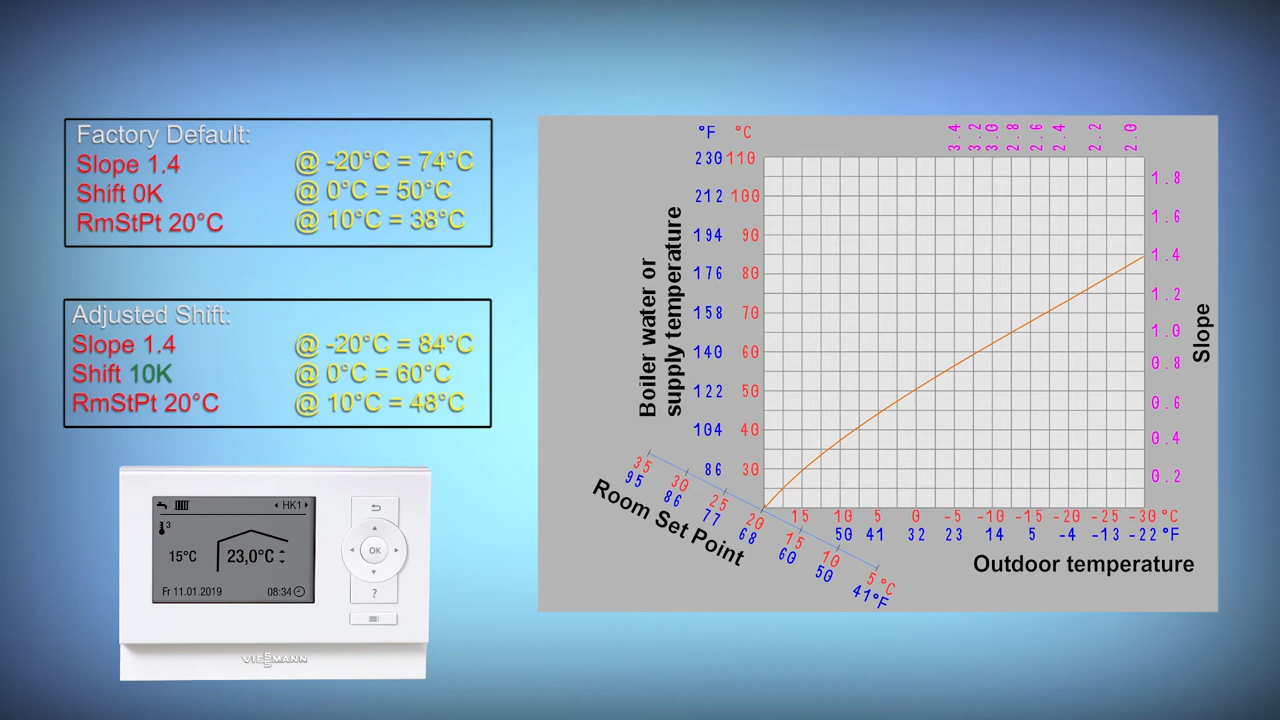 Factory Default:
Slope 1.4 @ -20°C = 74°C
Shift 0K @ 0°C = 50°C
RmStPt 20°C @ 10°C = 38°C
Adjusted Shift:
Slope 1.4 @ -20°C = 84°C
Shift 10K @ 0°C = 60°C
RmStPt 20°C @ 10°C = 48°C
HK1
3
15°C 23,0°C
Fr 11.01.2019 08:34
OK
?
VIESSMANN
°F °C
3.4 3.2 3.0 2.8 2.6 2.4 2.2 2.0
230 110
212 100
194 90
176 80
158 70
140 60
122 50
104 40
86 30
Boiler water or
supply temperature
1.8
1.6
1.4
1.2
1.0
0.8
0.6
0.4
0.2
Slope
35 30 25 20 15 10 5 °C
95 86 77 68 60 50 41°F
Room Set Point
15 10 5 0 -5 -10 -15 -20 -25 -30 °C
50 41 32 23 14 5 -4 -13 -22 °F
Outdoor temperature